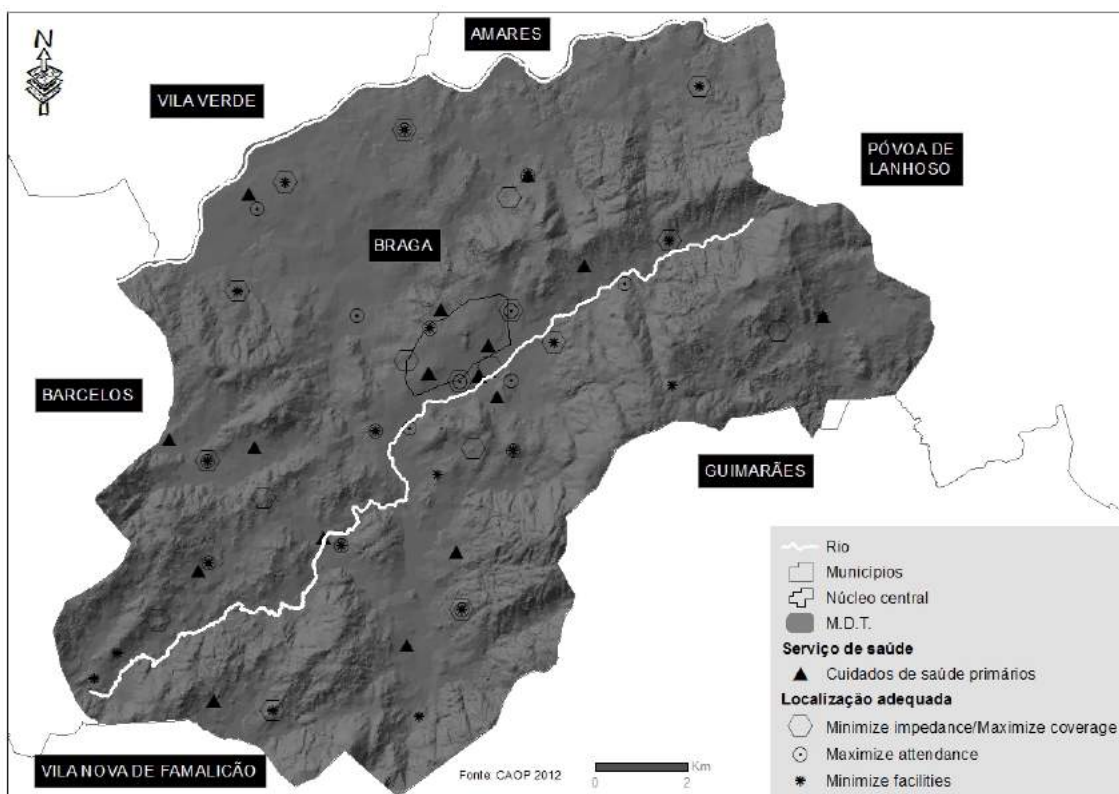 N
AMARES
VILA VERDE
PÓVOA DE
LANHOSO
BRAGA
BARCELOS
GUIMARÃES
VILA NOVA DE FAMALICÃO
Fonte: CAOP 2012
Km
0 2
Rio
Municípios
Núcleo central
M.D.T.
Serviço de saúde
Cuidados de saúde primários
Localização adequada
Minimize impedance/Maximize coverage
Maximize attendance
Minimize facilities